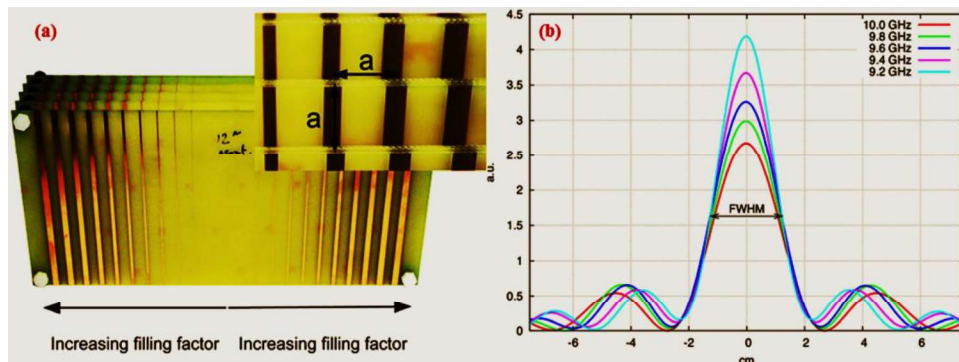 (a)
a
a
12
Increasing filling factor
Increasing filling factor
(b)
4.5
4
3.5
3
2.5
2
1.5
1
0.5
0
a.u.
10.0 GHz
9.8 GHz
9.6 GHz
9.4 GHz
9.2 GHz
FWHM
-6
-4
-2
0
2
4
6
cm